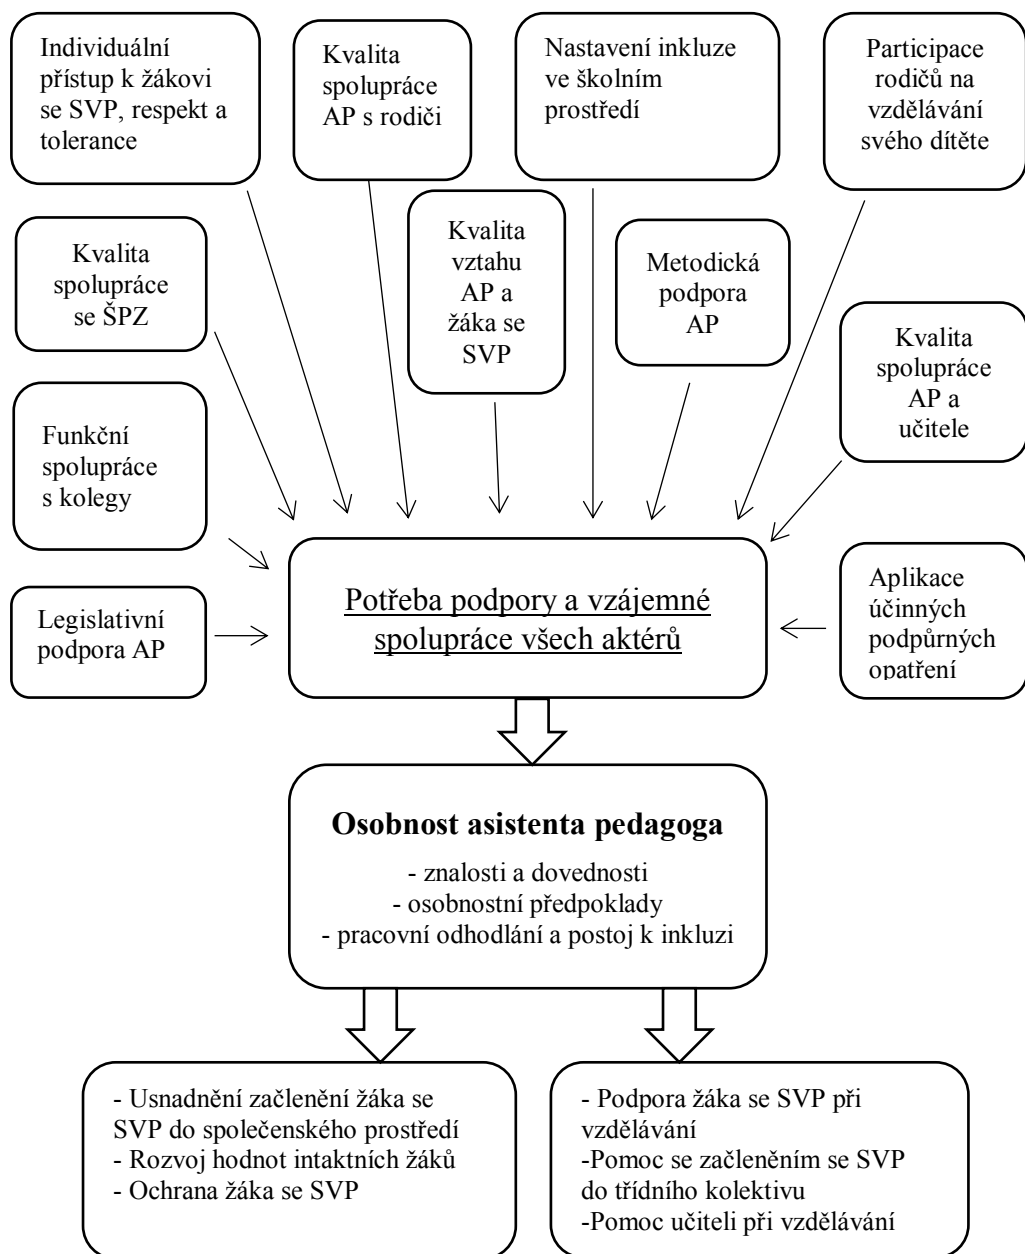 Individuální
přístup k žákovi
se SVP, respekt a
tolerance
Kvalita
spolupráce
AP s rodiči
Nastavení inkluze
ve školním
prostředí
Participace
rodičů na
vzdělávání
svého dítěte
Kvalita
spolupráce
se ŠPZ
Kvalita
vztahu
AP a
žáka se
SVP
Metodická
podpora
AP
Kvalita
spolupráce
AP a
učitele
Funkční
spolupráce
s kolegy
Legislativní
podpora AP
Potřeba podpory a vzájemné
spolupráce všech aktérů
Aplikace
účinných
podpůrných
opatření
Osobnost asistenta pedagoga
- znalosti a dovednosti
- osobnostní předpoklady
- pracovní odhodlání a postoj k inkluzi
- Usnadnění začlenění žáka se
SVP do společenského prostředí
- Rozvoj hodnot intaktních žáků
- Ochrana žáka se SVP
- Podpora žáka se SVP při
vzdělávání
-Pomoc se začleněním se SVP
do třídního kolektivu
-Pomoc učiteli při vzdělávání